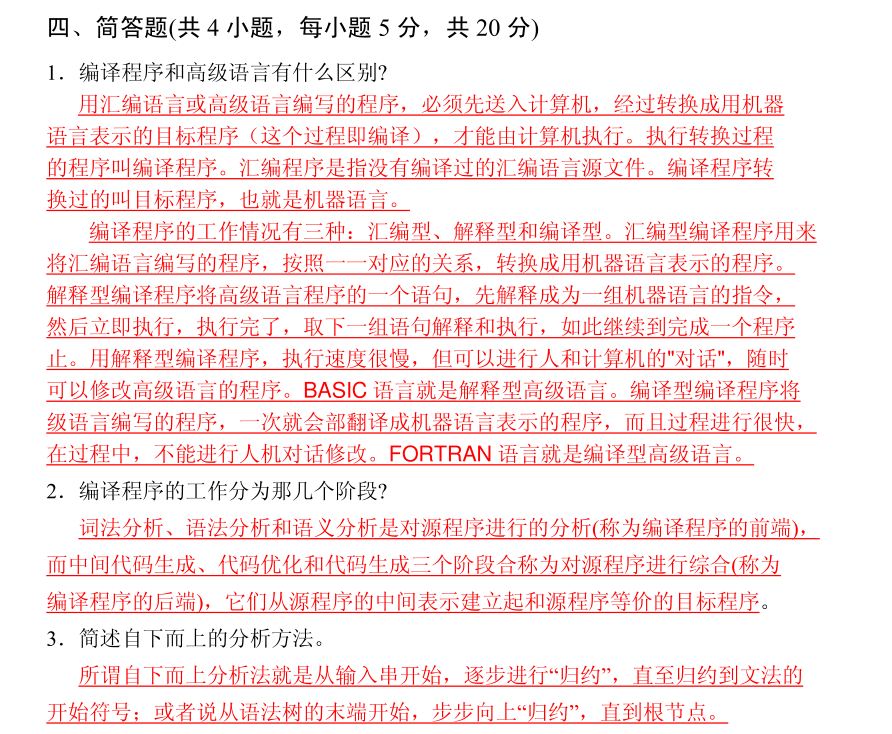 四、简答题(共 4 小题，每小题 5 分，共 20 分)
1．编译程序和高级语言有什么区别?
用汇编语言或高级语言编写的程序，必须先送入计算机，经过转换成用机器
语言表示的目标程序（这个过程即编译），才能由计算机执行。执行转换过程
的程序叫编译程序。汇编程序是指没有编译过的汇编语言源文件。编译程序转
换过的叫目标程序，也就是机器语言。
编译程序的工作情况有三种：汇编型、解释型和编译型。汇编型编译程序用来
将汇编语言编写的程序，按照一一对应的关系，转换成用机器语言表示的程序。
解释型编译程序将高级语言程序的一个语句，先解释成为一组机器语言的指令，
然后立即执行，执行完了，取下一组语句解释和执行，如此继续到完成一个程序
止。用解释型编译程序，执行速度很慢，但可以进行人和计算机的"对话"，随时
可以修改高级语言的程序。BASIC 语言就是解释型高级语言。编译型编译程序将
级语言编写的程序，一次就会部翻译成机器语言表示的程序，而且过程进行很快，
在过程中，不能进行人机对话修改。FORTRAN 语言就是编译型高级语言。
2．编译程序的工作分为那几个阶段?
词法分析、语法分析和语义分析是对源程序进行的分析(称为编译程序的前端)，
而中间代码生成、代码优化和代码生成三个阶段合称为对源程序进行综合(称为
编译程序的后端)，它们从源程序的中间表示建立起和源程序等价的目标程序。
3．简述自下而上的分析方法。
所谓自下而上分析法就是从输入串开始，逐步进行“归约”，直至归约到文法的
开始符号；或者说从语法树的末端开始，步步向上“归约”，直到根节点。